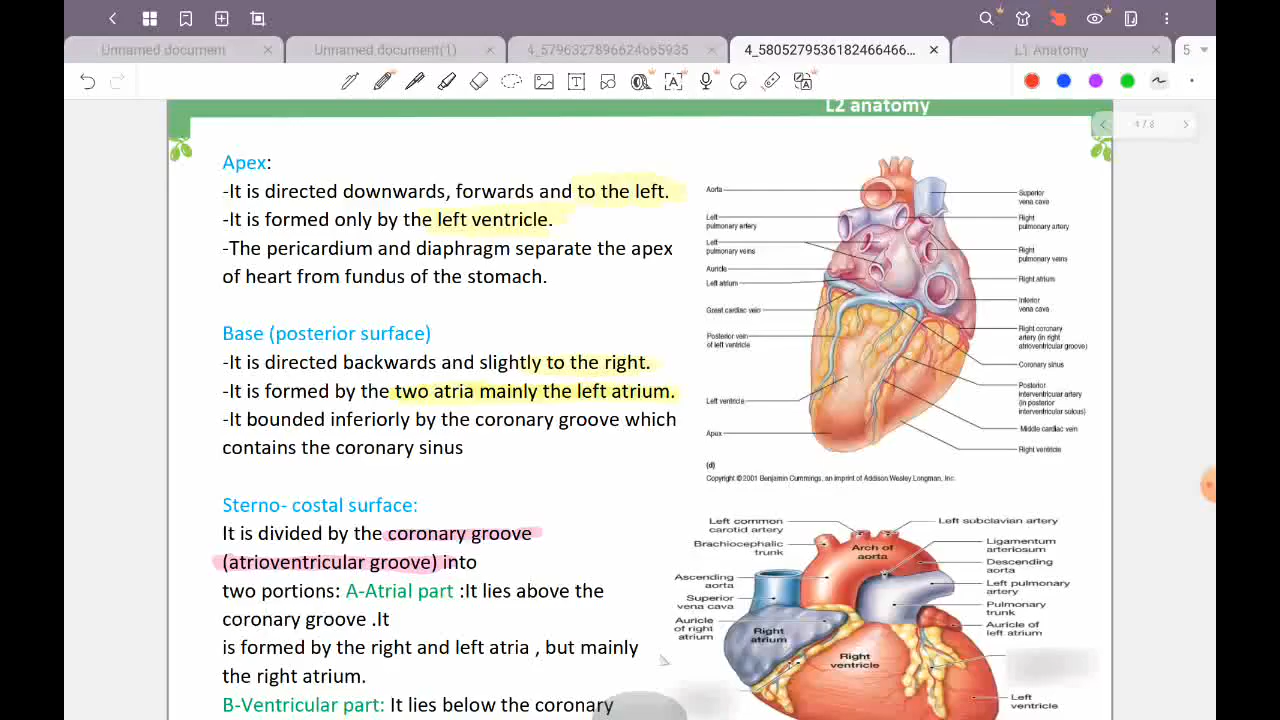 Unnamed document
Unnamed document(1)
4_5796327896624665935
4_5805279536182466466...
L1 Anatomy
5
L2 anatomy
4 / 8
Apex:
-It is directed downwards, forwards and to the left.
-It is formed only by the left ventricle.
-The pericardium and diaphragm separate the apex
of heart from fundus of the stomach.
Base (posterior surface)
-It is directed backwards and slightly to the right.
-It is formed by the two atria mainly the left atrium.
-It bounded inferiorly by the coronary groove which
contains the coronary sinus
Sterno- costal surface:
It is divided by the coronary groove
(atrioventricular groove) into
two portions: A-Atrial part :It lies above the
coronary groove .It
is formed by the right and left atria , but mainly
the right atrium.
B-Ventricular part: It lies below the coronary
Aorta
Left
pulmonary artery
Left
pulmonary veins
Auricle
Left atrium
Great cardiac vein
Posterior vein
of left ventricle
Left ventricle
Apex
Superior
vena cava
Right
pulmonary artery
Right
pulmonary veins
Right atrium
Inferior
vena cava
Right coronary
artery (in right
atrioventricular groove)
Coronary sinus
Posterior
interventricular artery
(in posterior
interventricular sulcus)
Middle cardiac vein
Right ventricle
(d)
Copyright ©2001 Benjamin Cummings, an imprint of Addison Wesley Longman, Inc.
Left common
carotid artery
Brachiocephalic
trunk
Ascending
aorta
Superior
vena cava
Auricle
of right
atrium
Right
atrium
Arch of
aorta
Right
ventricle
Left subclavian artery
Ligamentum
arteriosum
Descending
aorta
Left pulmonary
artery
Pulmonary
trunk
Auricle of
left atrium
Left
ventricle